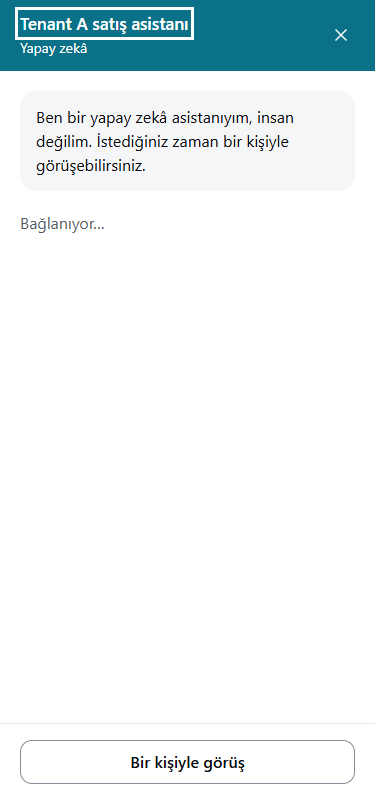 Tenant A satış asistanı
Yapay zekâ
Ben bir yapay zekâ asistanıyım, insan
değilim. İstediğiniz zaman bir kişiyle
görüşebilirsiniz.
Bağlanıyor...
Bir kişiyle görüş